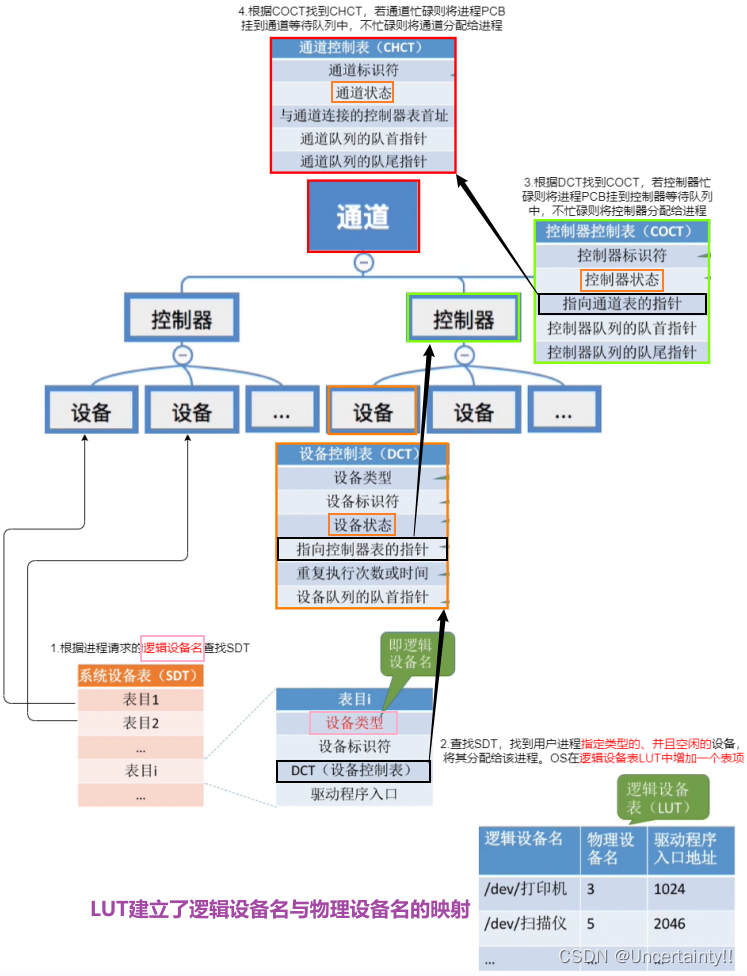 4.根据COCT找到CHCT，若通道忙碌则将进程PCB
挂到通道等待队列中，不忙碌则将通道分配给进程
通道控制表（CHCT）
通道标识符
通道状态
与通道连接的控制器表首址
通道队列的队首指针
通道队列的队尾指针
3.根据DCT找到COCT，若控制器忙
碌则将进程PCB挂到控制器等待队列
中，不忙碌则将控制器分配给进程
通道
控制器控制表（COCT）
控制器标识符
控制器状态
指向通道表的指针
控制器队列的队首指针
控制器队列的队尾指针
控制器
控制器
设备
设备
...
设备
设备
...
设备控制表（DCT）
设备类型
设备标识符
设备状态
指向控制器表的指针
重复执行次数或时间
设备队列的队首指针
1.根据进程请求的逻辑设备名查找SDT
即逻辑
设备名
系统设备表（SDT）
表目1
表目2
...
表目i
...
表目i
设备类型
设备标识符
DCT（设备控制表）
驱动程序入口
2.查找SDT，找到用户进程指定类型的、并且空闲的设备，
将其分配给该进程。OS在逻辑设备表LUT中增加一个表项
逻辑设备
表（LUT）
逻辑设备名 物理设备名 驱动程序入口地址
/dev/打印机 3 1024
/dev/扫描仪 5 2046
... ... ...
LUT建立了逻辑设备名与物理设备名的映射
CSDN @Uncertainty!!